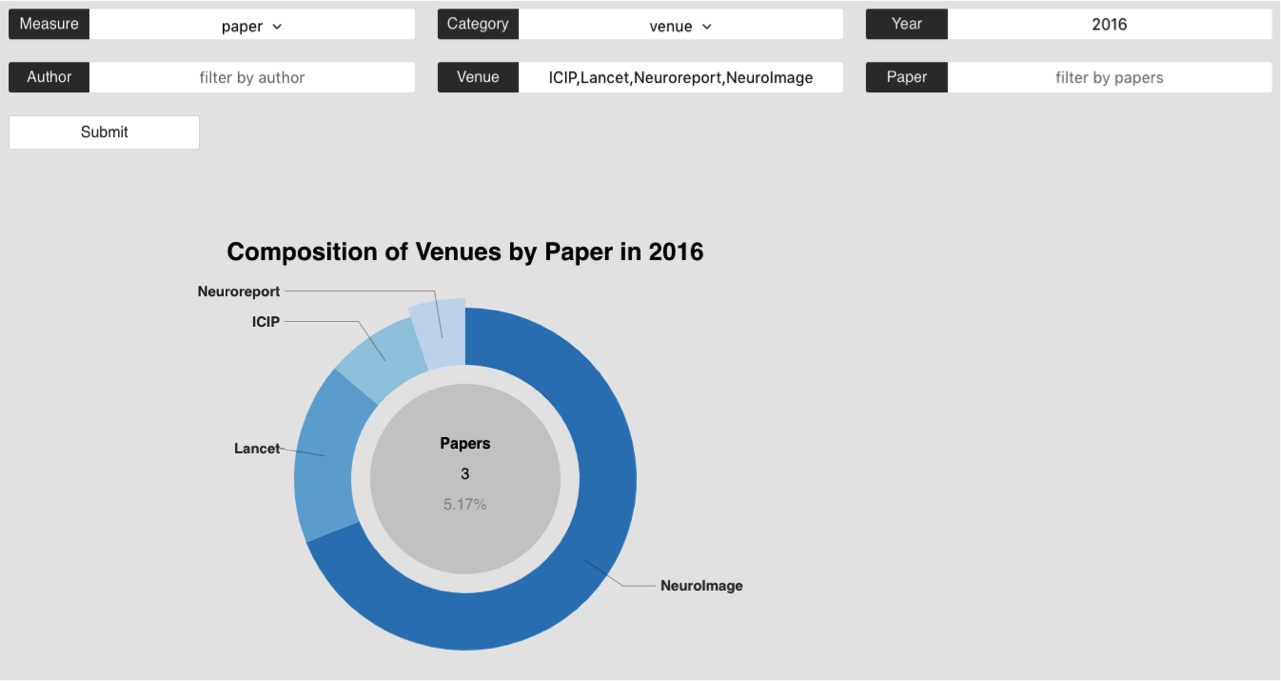 Measure paper Category venue Year 2016
Author filter by author Venue ICIP,Lancet,Neuroreport,NeuroImage Paper filter by papers
Submit
Composition of Venues by Paper in 2016
Neuroreport
ICIP
Lancet
Papers
3
5.17%
NeuroImage